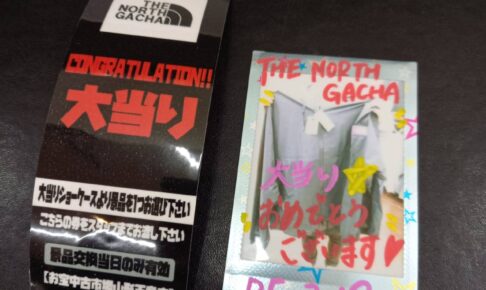 THE
NORTH
GACHA
CONGRATULATION!!
大当り
大当りショーケースより景品を1つお選び下さい
こちらの券をスタッフまでお渡し下さい
景品交換当日のみ有効
THE NORTH
GACHA
大当り
おめでとう
ございます